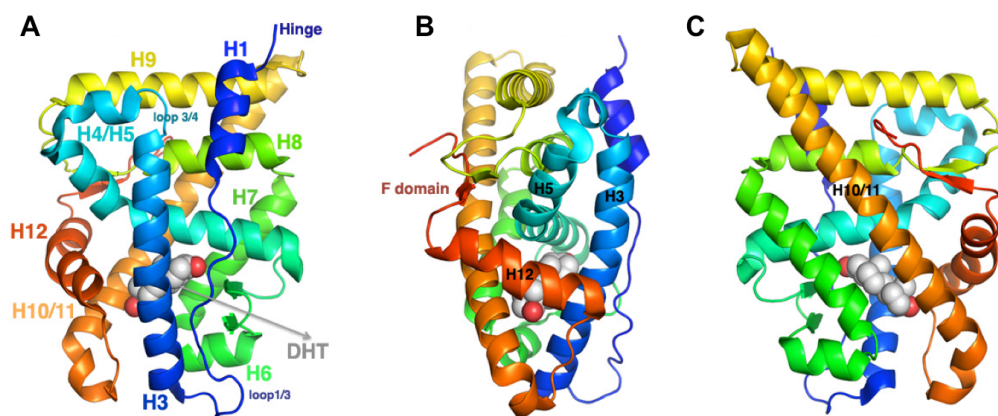 A
B
C
Hinge
H1
H9
loop 3/4
H4/H5
H8
H7
H12
H10/11
DHT
H6
H3
loop1/3
H5
H3
F domain
H12
H10/11